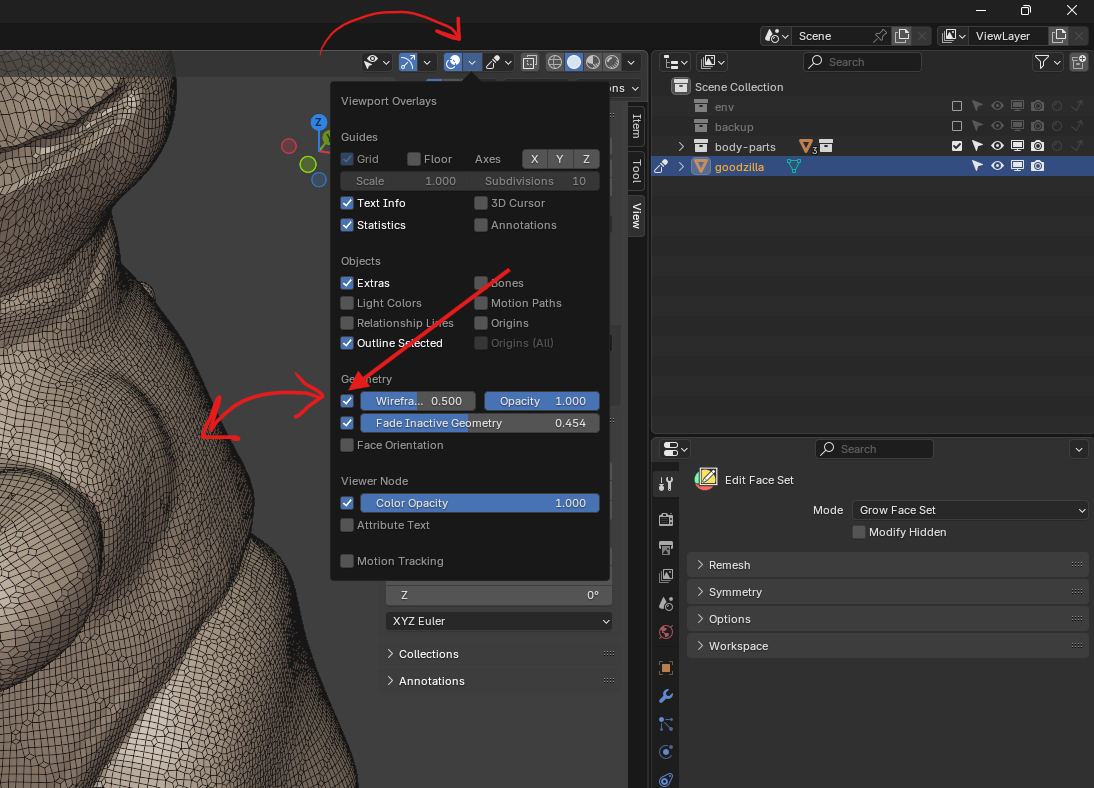 Scene
ViewLayer
Search
ons
Z
Viewport Overlays
Guides
Grid Floor Axes X Y Z
Scale 1.000 Subdivisions 10
Text Info 3D Cursor
Statistics Annotations
Objects
Extras Bones
Light Colors Motion Paths
Relationship Lines Origins
Outline Selected Origins (All)
Geometry
Wirefra... 0.500 Opacity 1.000
Fade Inactive Geometry 0.454
Face Orientation
Viewer Node
Color Opacity 1.000
Attribute Text
Motion Tracking
Z 0°
XYZ Euler
Collections
Annotations
Item
Tool
View
Scene Collection
env
backup
body-parts 3
goodzilla
Search
Edit Face Set
Mode Grow Face Set
Modify Hidden
Remesh
Symmetry
Options
Workspace